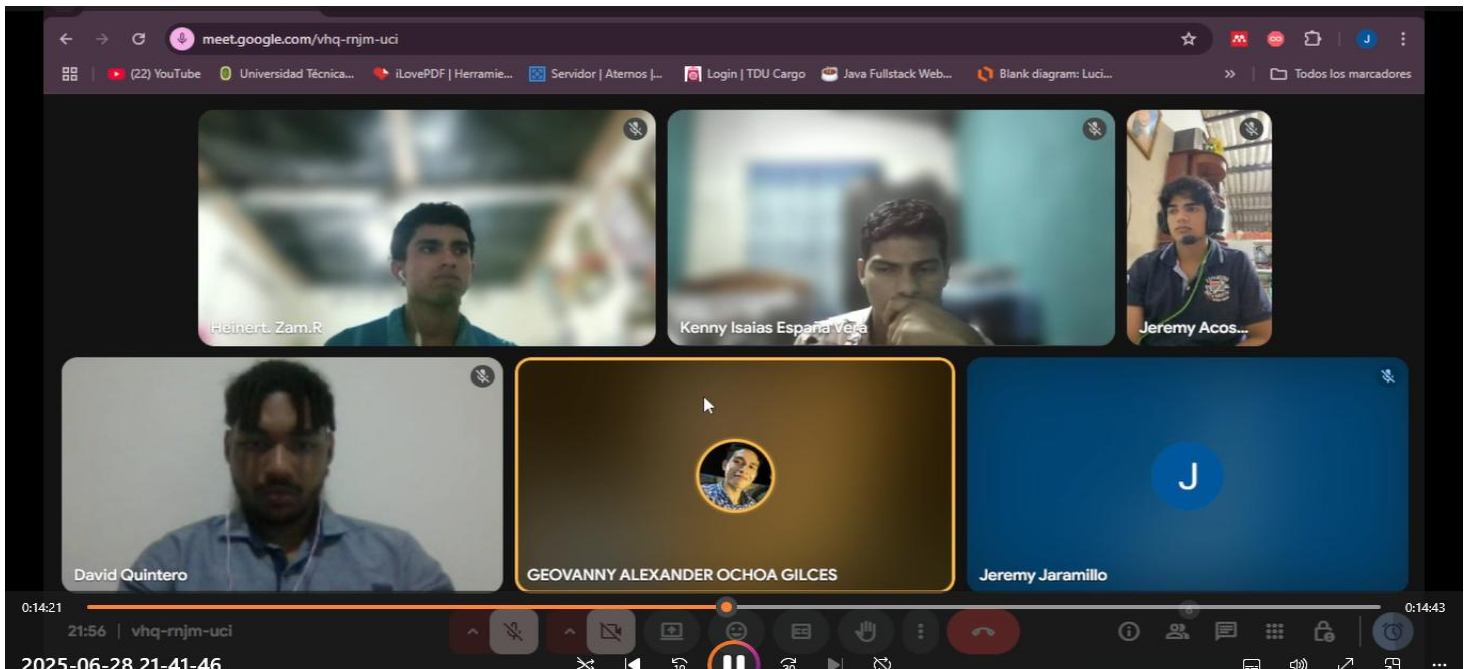 meet.google.com/vhq-rnjm-uci
J
(22) YouTube
Universidad Técnica...
iLovePDF | Herramie...
Servidor | Aternos |...
Login | TDU Cargo
Java Fullstack Web...
Blank diagram: Luci...
»
Todos los marcadores
Heinert. Zam.R
Kenny Isaias España Vera
Jeremy Acos...
David Quintero
GEOVANNY ALEXANDER OCHOA GILCES
J
Jeremy Jaramillo
0:14:21
0:14:43
21:56 | vhq-rnjm-uci
2025-06-28 21-41-46
10
30